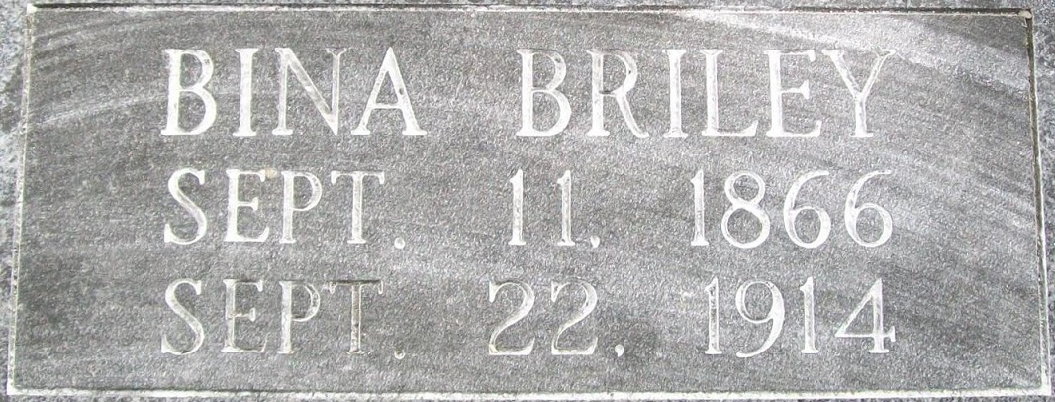 BINA BRILEY
SEPT. 11, 1866
SEPT. 22, 1914